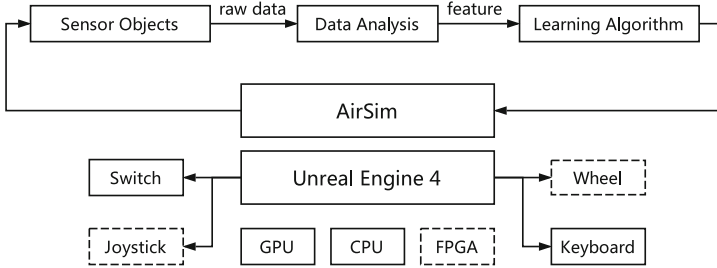 Sensor Objects
raw data
Data Analysis
feature
Learning Algorithm
AirSim
Switch
Unreal Engine 4
Wheel
Joystick
GPU
CPU
FPGA
Keyboard